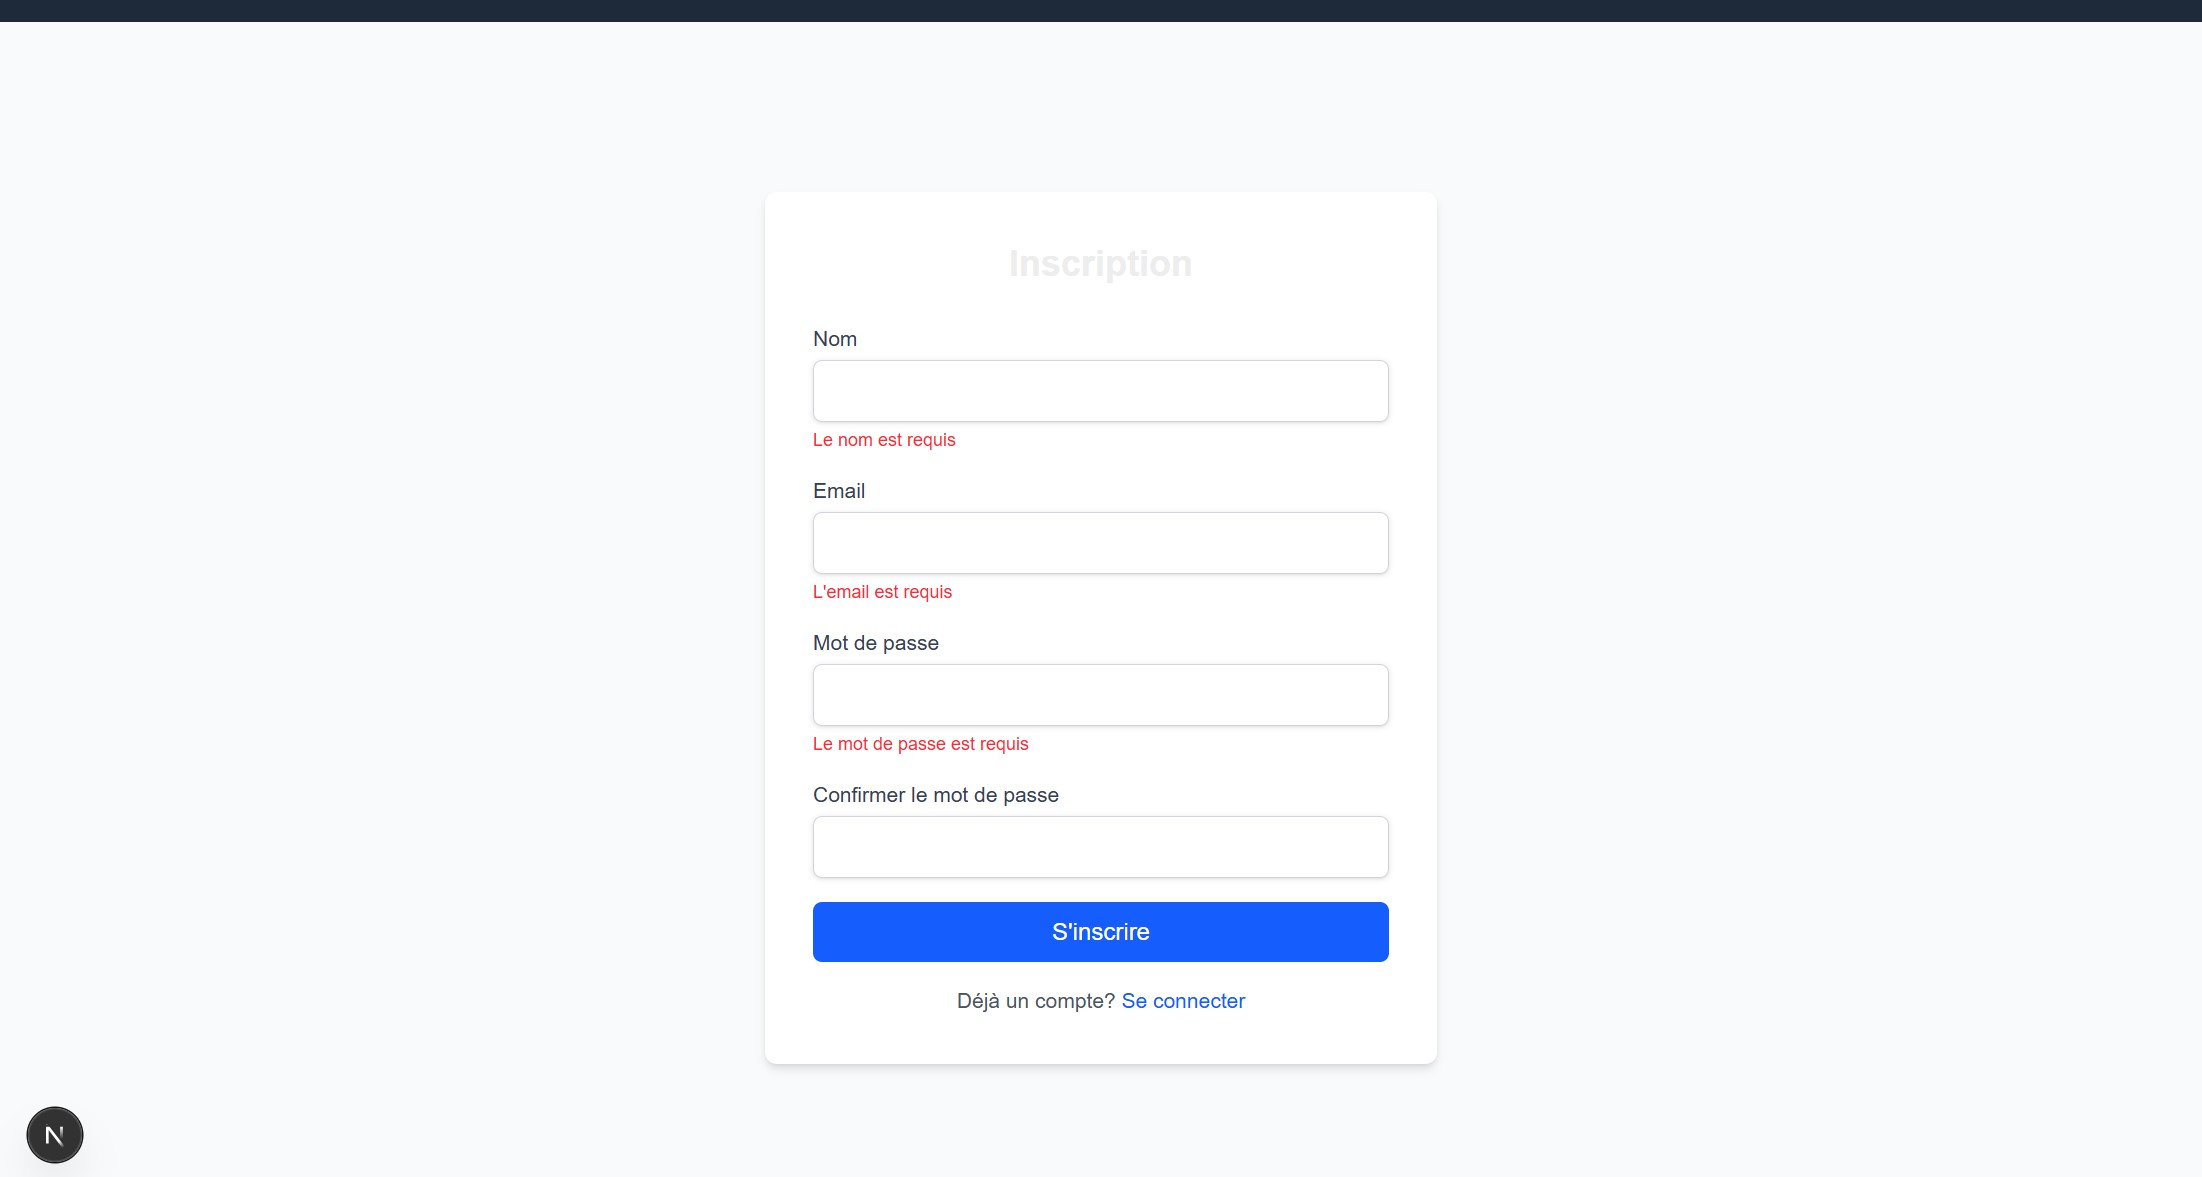 Inscription
Nom
Le nom est requis
Email
L'email est requis
Mot de passe
Le mot de passe est requis
Confirmer le mot de passe
S'inscrire
Déjà un compte? Se connecter
N